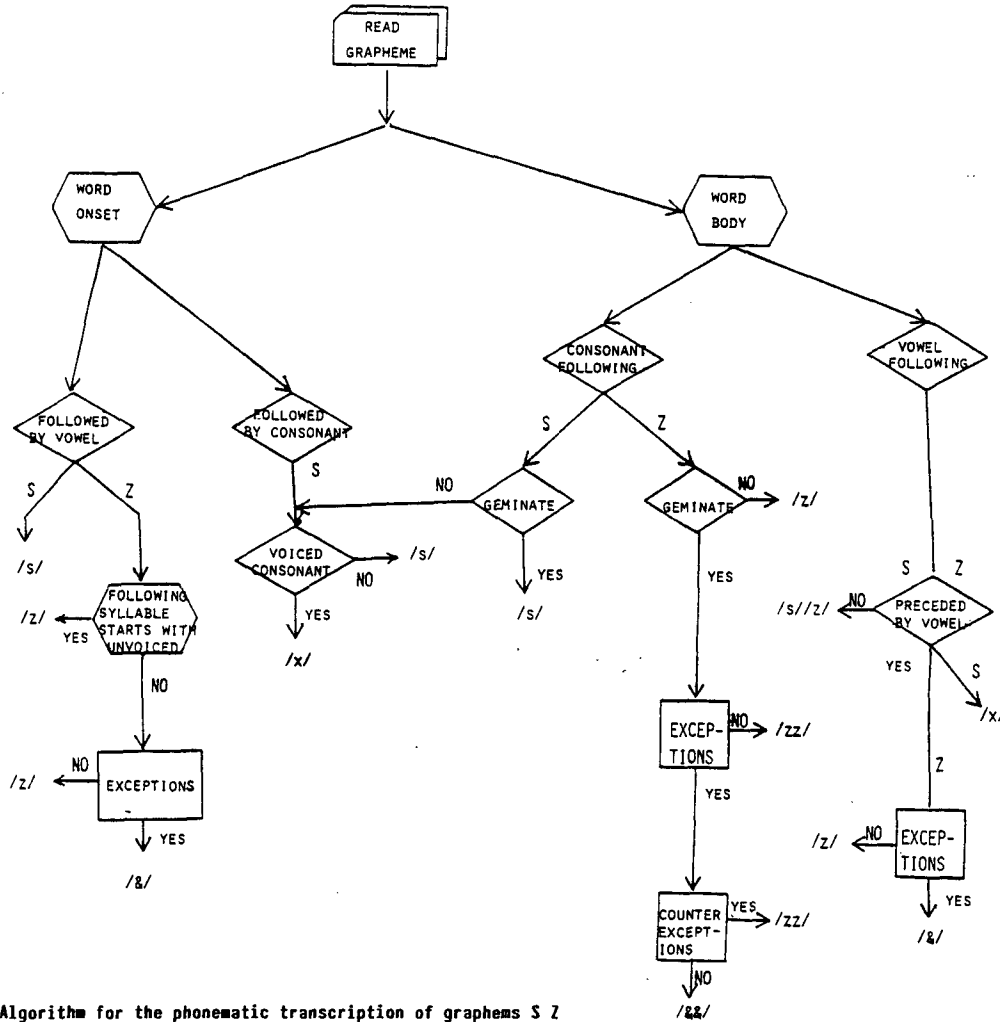 READ
GRAPHEME
WORD
ONSET
WORD
BODY
CONSONANT
FOLLOWING
VOWEL
FOLLOWING
FOLLOWED
BY VOWEL
FOLLOWED
BY CONSONANT
S
Z
S
S
Z
NO
GEMINATE
GEMINATE
NO
/z/
S
Z
/s/
VOICED
CONSONANT
NO
/s/
YES
/x/
YES
/s/
YES
FOLLOWING
SYLLABLE
STARTS WITH
UNVOICED
/z/
YES
NO
S Z
/s//z/
NO
PRECEDED
BY VOWEL
YES
S
/x/
Z
EXCEP-
TIONS
NO
/zz/
YES
EXCEPTIONS
NO
/z/
YES
/&/
EXCEP-
TIONS
NO
/z/
YES
/&/
COUNTER
EXCEPT-
IONS
YES
/zz/
NO
/&&/
Algorithm for the phonematic transcription of graphems S Z